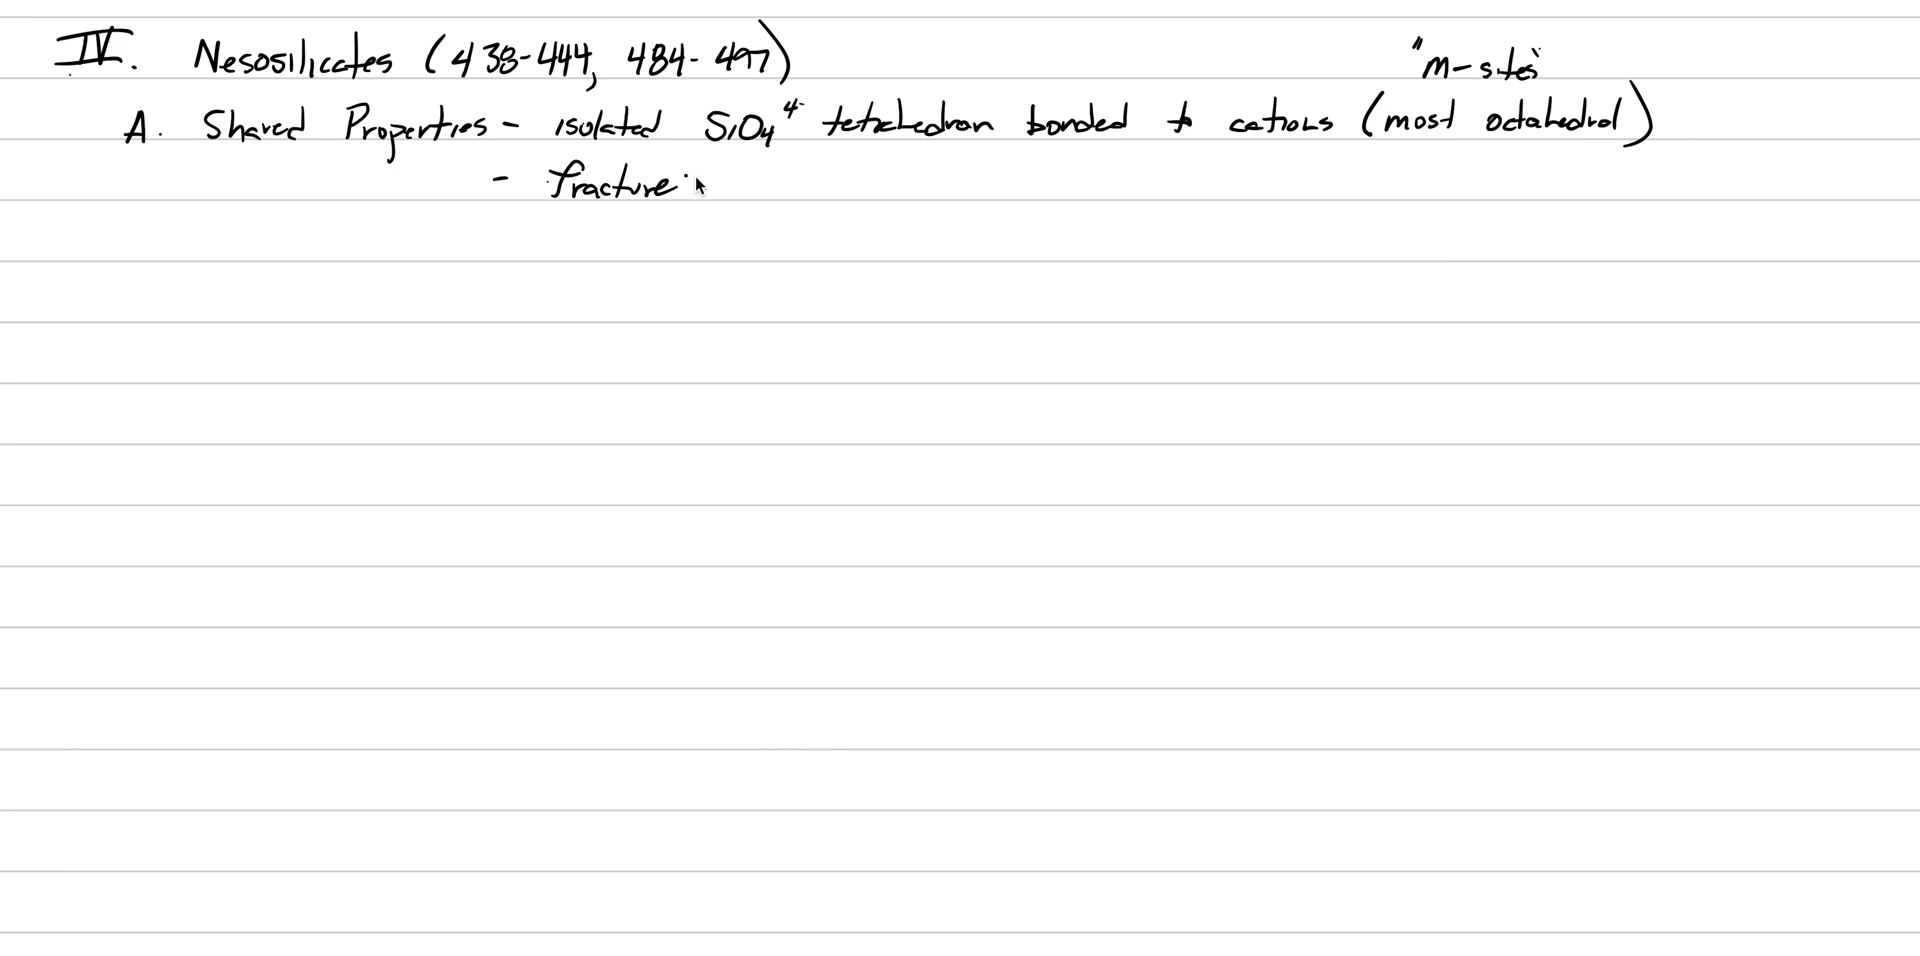 IV. Nesosilicates (438-444, 484-497)
"m-sites"
A. Shared Properties - isolated SiO₄⁴⁻ tetrahedron bonded to cations (most octahedral)
- fracture